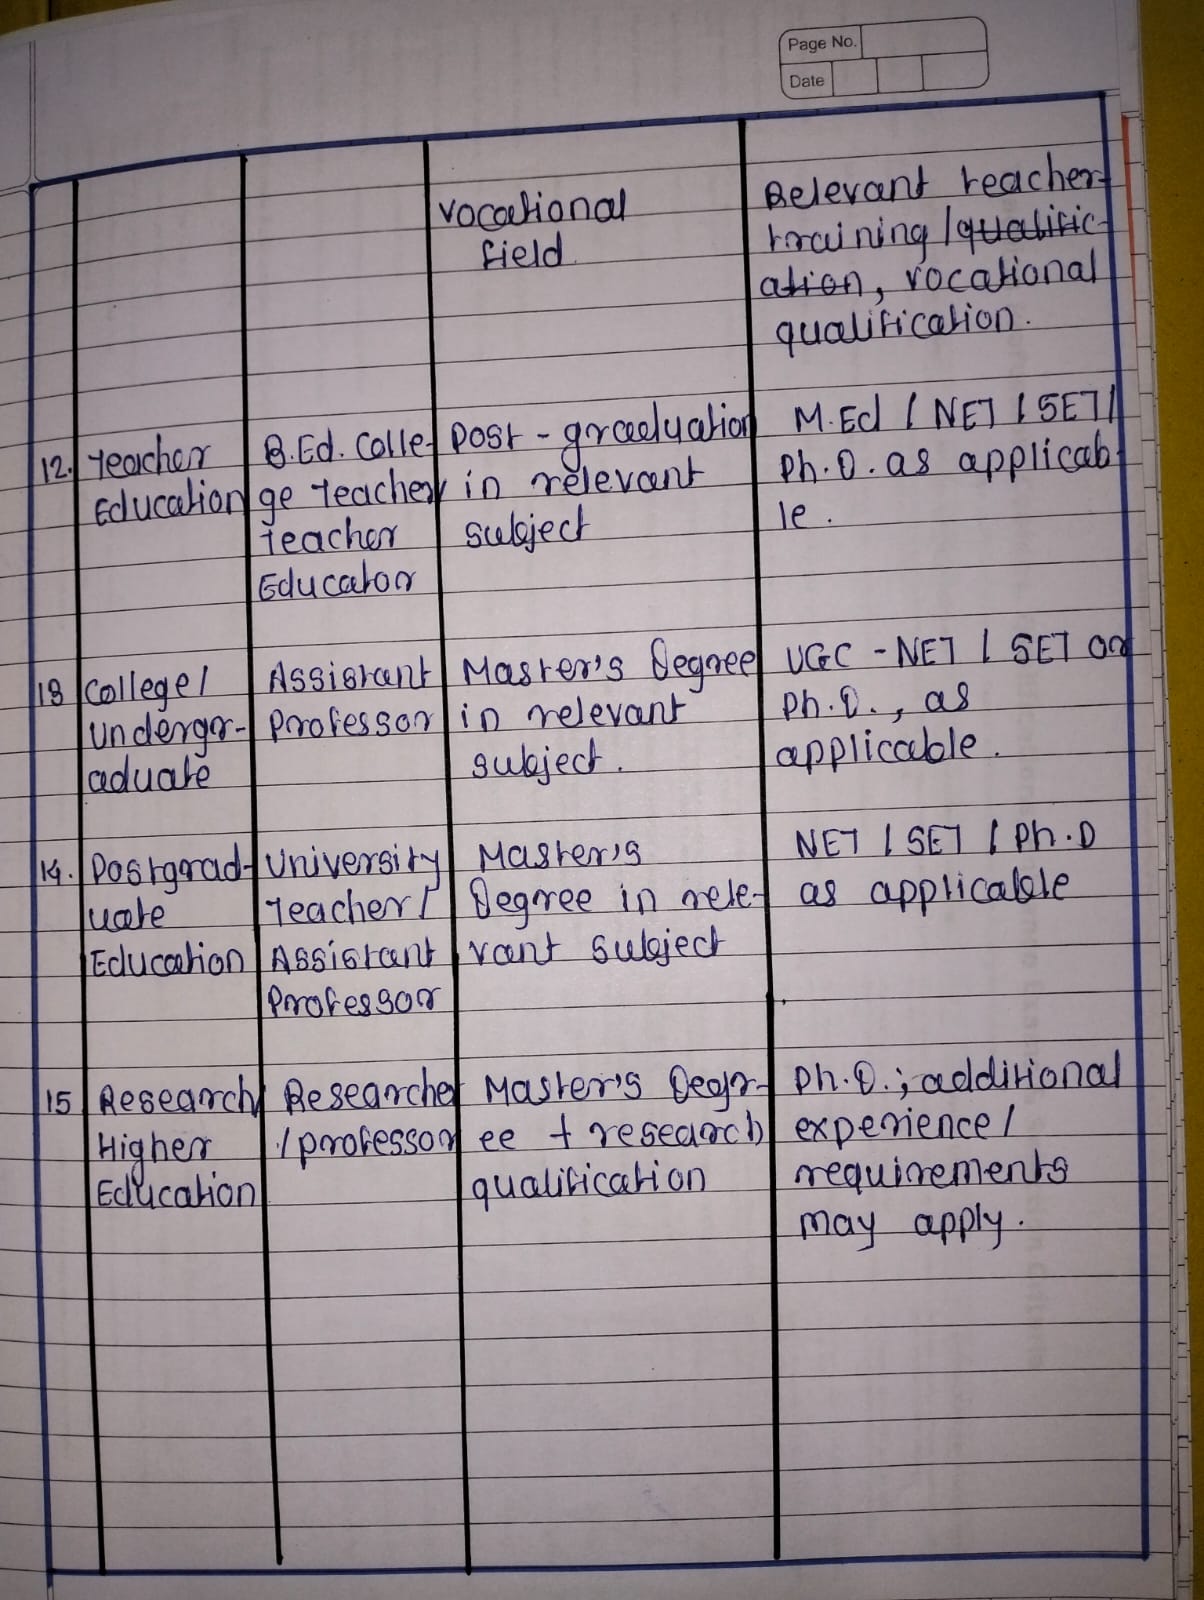 Page No.
Date
vocational
field.
Relevant teacher
training / qualific-
ation, vocational
qualification.
12. Teacher
Education
B.Ed. Colle-
ge teacher/
teacher
Educator
Post - graduation
in relevant
subject
M.Ed / NET / SET /
Ph.D. as applicab
le.
13 College /
undergr-
aduate
Assistant
Professor
Master's Degree
in relevant
subject.
UGC - NET / SET or
Ph.D., as
applicable.
14. Postgrad-
uate
Education
University
Teacher /
Assistant
Professor
Master's
Degree in rele-
vant subject
NET / SET / Ph.D
as applicable
15 Research/
Higher
Education
Researcher
/ professor
Master's Degr-
ee + research
qualification
Ph.D.; additional
experience /
requirements
may apply.